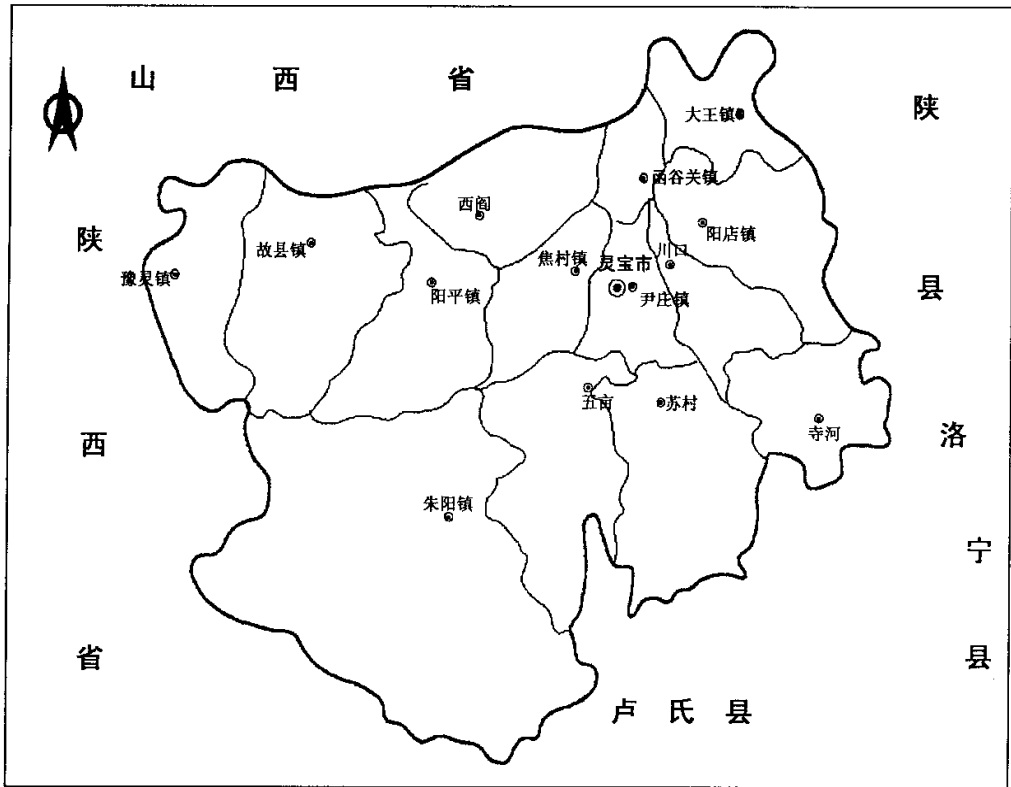 山西省
陕
大王镇
函谷关镇
西阎
阳店镇
陕
故县镇
川口
焦村镇
灵宝市
豫灵镇
阳平镇
尹庄镇
县
五亩
苏村
寺河
西
洛
朱阳镇
宁
省
县
卢氏县